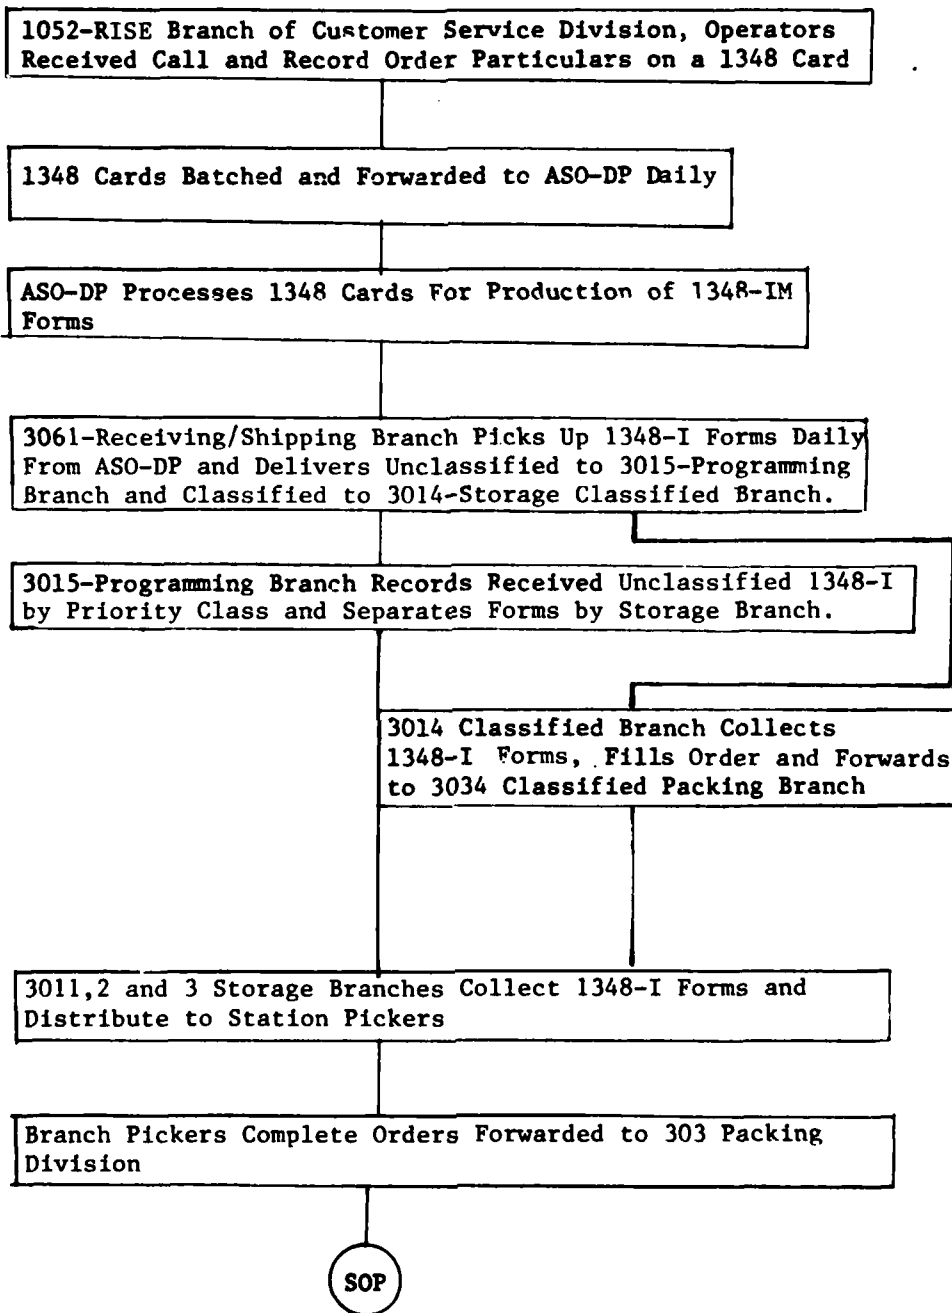 1052-RISE Branch of Customer Service Division, Operators
Received Call and Record Order Particulars on a 1348 Card
1348 Cards Batched and Forwarded to ASO-DP Daily
ASO-DP Processes 1348 Cards For Production of 1348-IM
Forms
3061-Receiving/Shipping Branch Picks Up 1348-I Forms Daily
From ASO-DP and Delivers Unclassified to 3015-Programming
Branch and Classified to 3014-Storage Classified Branch.
3015-Programming Branch Records Received Unclassified 1348-I
by Priority Class and Separates Forms by Storage Branch.
3014 Classified Branch Collects
1348-I Forms, Fills Order and Forwards
to 3034 Classified Packing Branch
3011,2 and 3 Storage Branches Collect 1348-I Forms and
Distribute to Station Pickers
Branch Pickers Complete Orders Forwarded to 303 Packing
Division
SOP